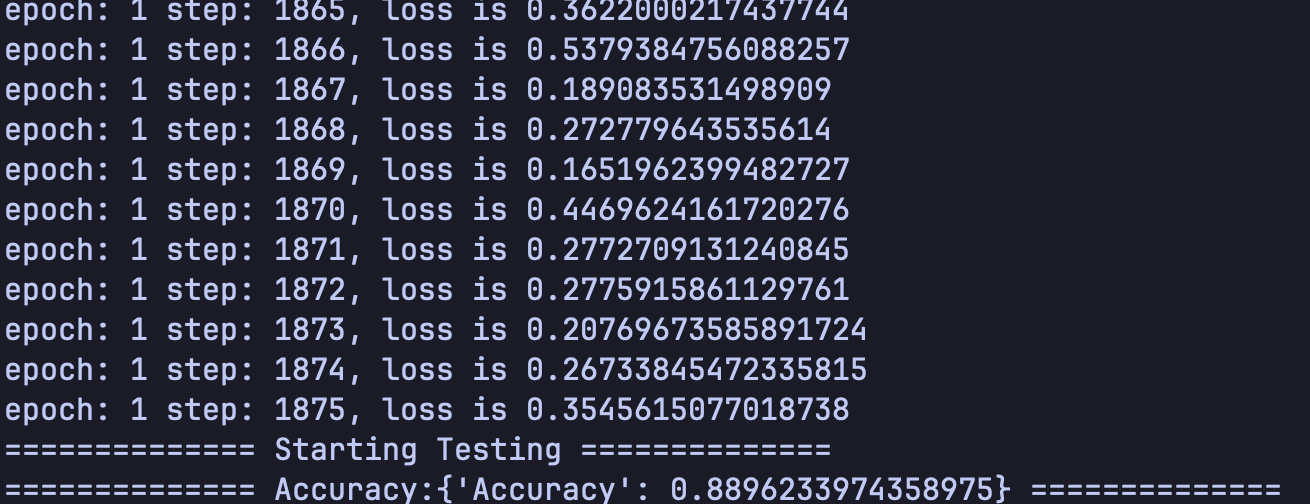 epoch: 1 step: 1865, loss is 0.3622000217437744
epoch: 1 step: 1866, loss is 0.5379384756088257
epoch: 1 step: 1867, loss is 0.189083531498909
epoch: 1 step: 1868, loss is 0.272779643535614
epoch: 1 step: 1869, loss is 0.1651962399482727
epoch: 1 step: 1870, loss is 0.4469624161720276
epoch: 1 step: 1871, loss is 0.2772709131240845
epoch: 1 step: 1872, loss is 0.2775915861129761
epoch: 1 step: 1873, loss is 0.20769673585891724
epoch: 1 step: 1874, loss is 0.26733845472335815
epoch: 1 step: 1875, loss is 0.3545615077018738
============== Starting Testing ==============
============== Accuracy:{'Accuracy': 0.8896233974358975} ==============